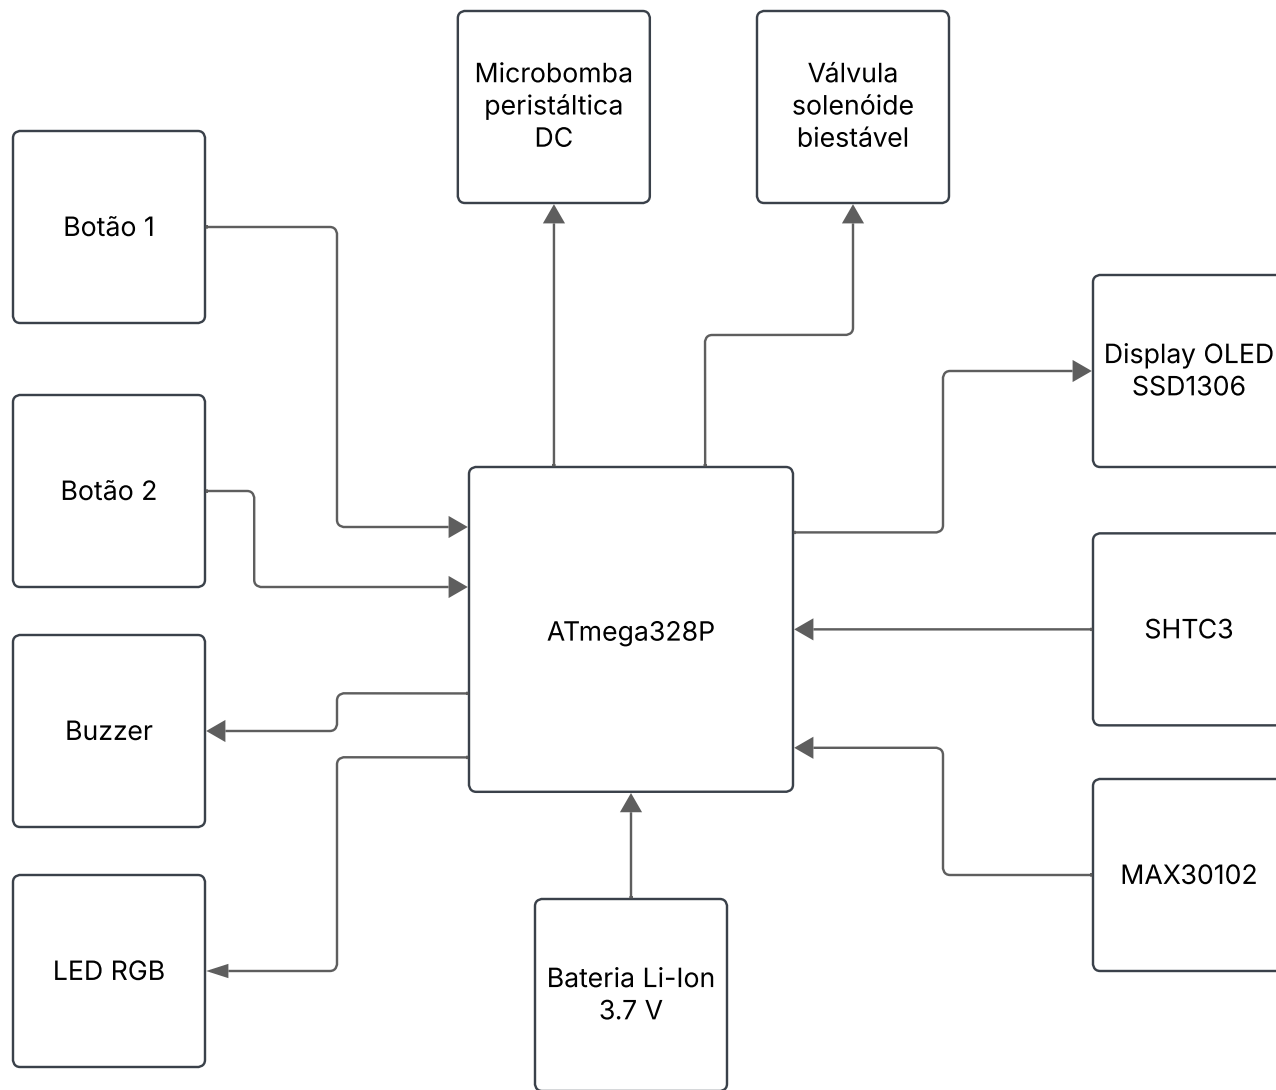 Microbomba
peristáltica
DC
Válvula
solenóide
biestável
Botão 1
Display OLED
SSD1306
Botão 2
ATmega328P
SHTC3
Buzzer
MAX30102
LED RGB
Bateria Li-Ion
3.7 V